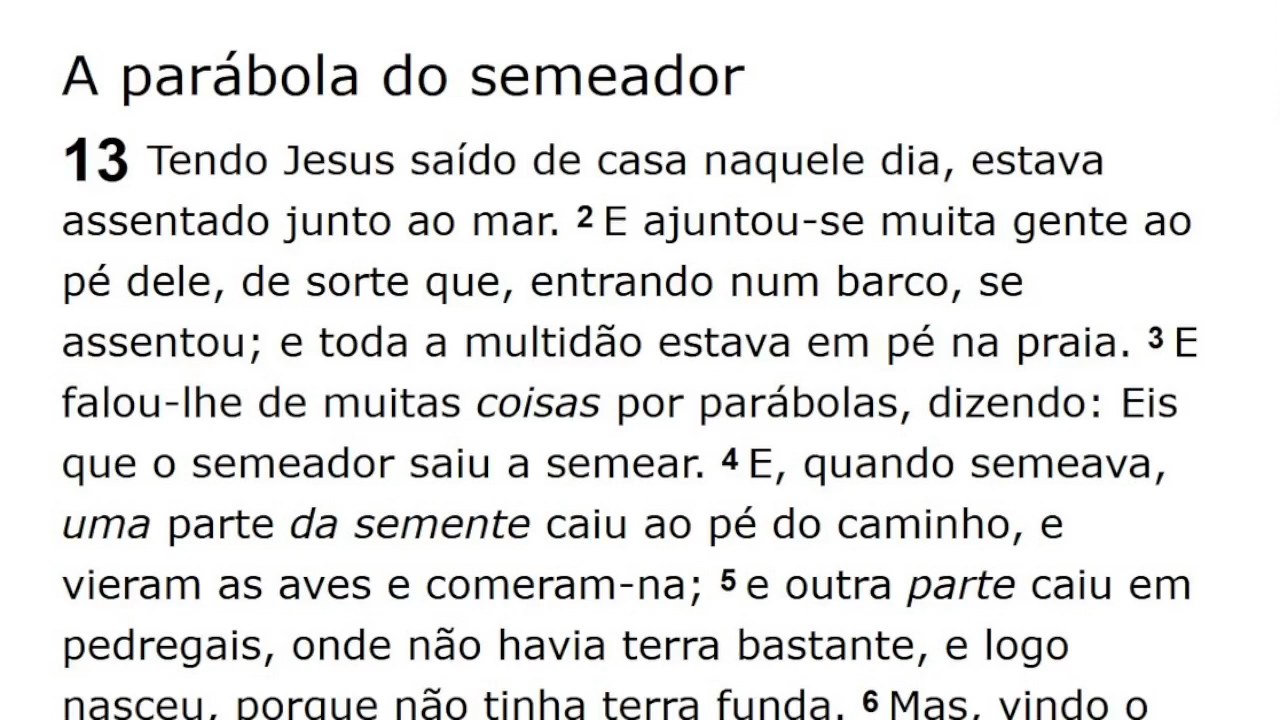 A parábola do semeador
13 Tendo Jesus saído de casa naquele dia, estava
assentado junto ao mar. 2 E ajuntou-se muita gente ao
pé dele, de sorte que, entrando num barco, se
assentou; e toda a multidão estava em pé na praia. 3 E
falou-lhe de muitas coisas por parábolas, dizendo: Eis
que o semeador saiu a semear. 4 E, quando semeava,
uma parte da semente caiu ao pé do caminho, e
vieram as aves e comeram-na; 5 e outra parte caiu em
pedregais, onde não havia terra bastante, e logo
nasceu, porque não tinha terra funda. 6 Mas, vindo o